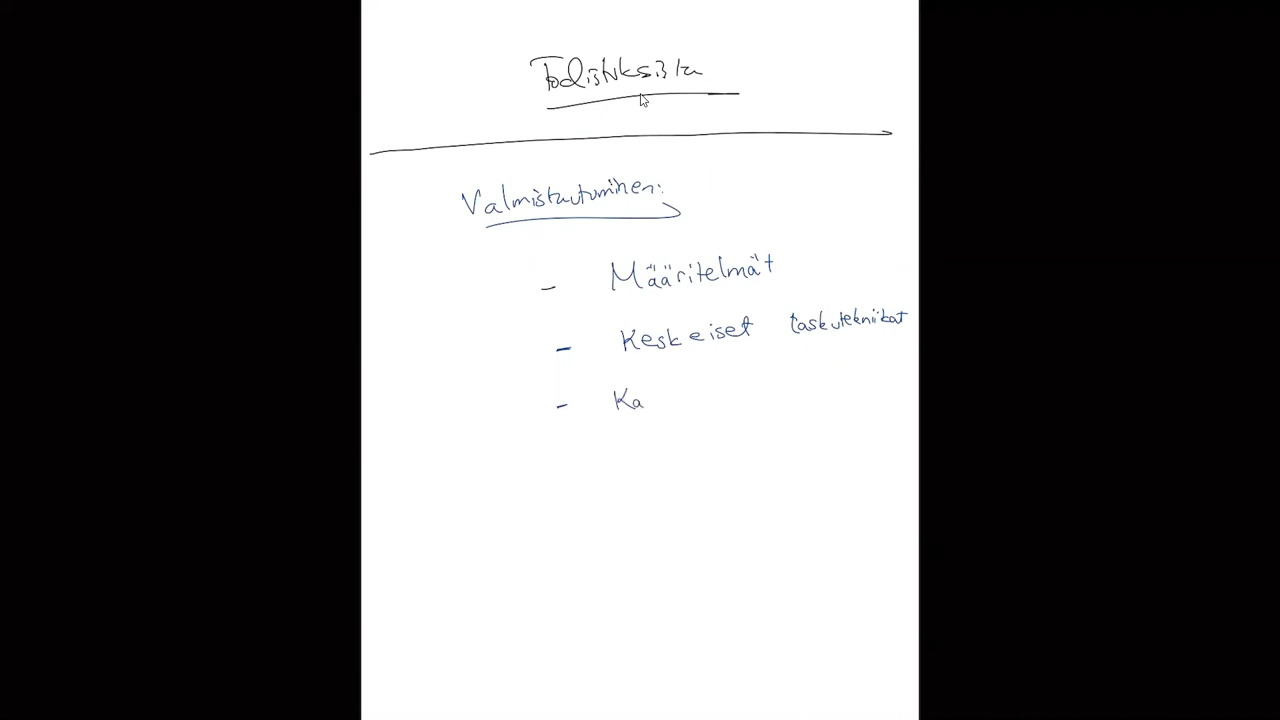 Todistuksista
Valmistautuminen:
- Määritelmät
- Keskeiset laskutekniikat
- Ka